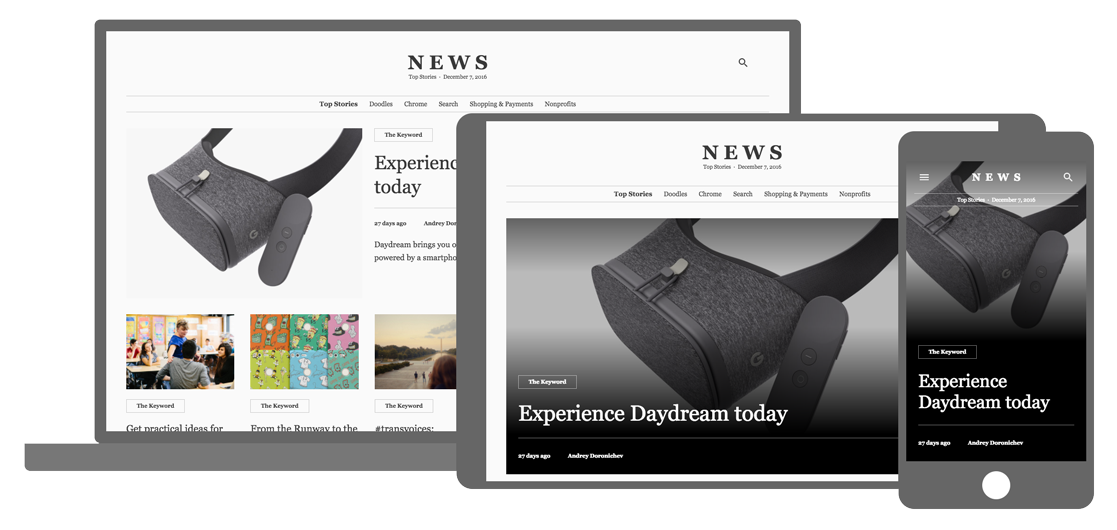 NEWS
Top Stories - December 7, 2016
Top Stories Doodles Chrome Search Shopping & Payments Nonprofits
The Keyword
Experienc
today
27 days ago Andrey Dor
Daydream brings you o
powered by a smartpho
The Keyword
The Keyword
The Keyword
Get practical ideas for
From the Runway to the
#transvoices:
NEWS
Top Stories - December 7, 2016
Top Stories Doodles Chrome Search Shopping & Payments Nonprofits
The Keyword
Experience Daydream today
27 days ago Andrey Doronichev
NEWS
Top Stories - December 7, 2016
The Keyword
Experience
Daydream today
27 days ago Andrey Doronichev